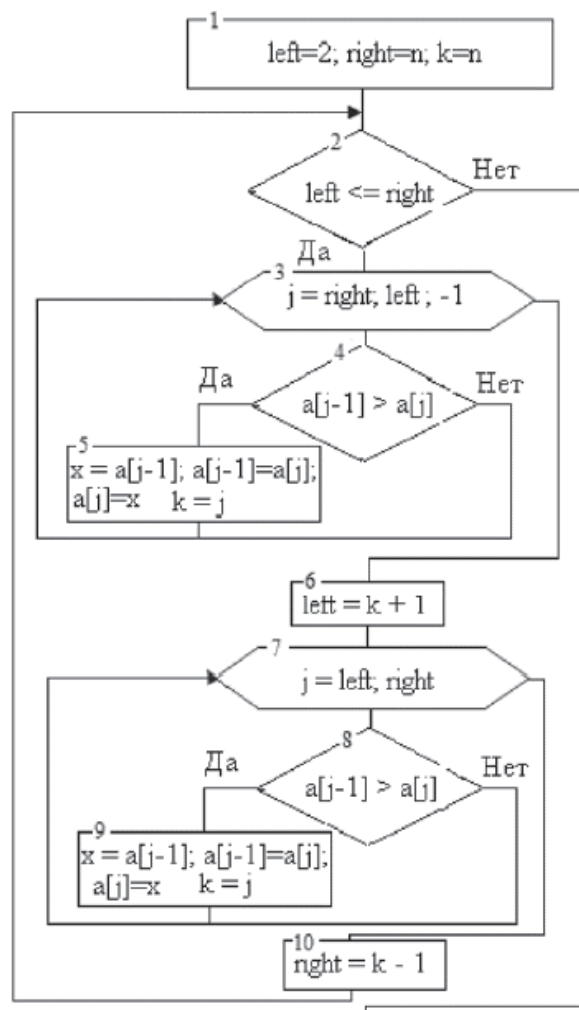 1
left=2; right=n; k=n
2
left <= right
Нет
Да
3
j = right, left ; -1
4
Да
a[j-1] > a[j]
Нет
5
x = a[j-1]; a[j-1]=a[j];
a[j]=x k = j
6
left = k + 1
7
j = left, right
8
Да
a[j-1] > a[j]
Нет
9
x = a[j-1]; a[j-1]=a[j];
a[j]=x k = j
10
right = k - 1